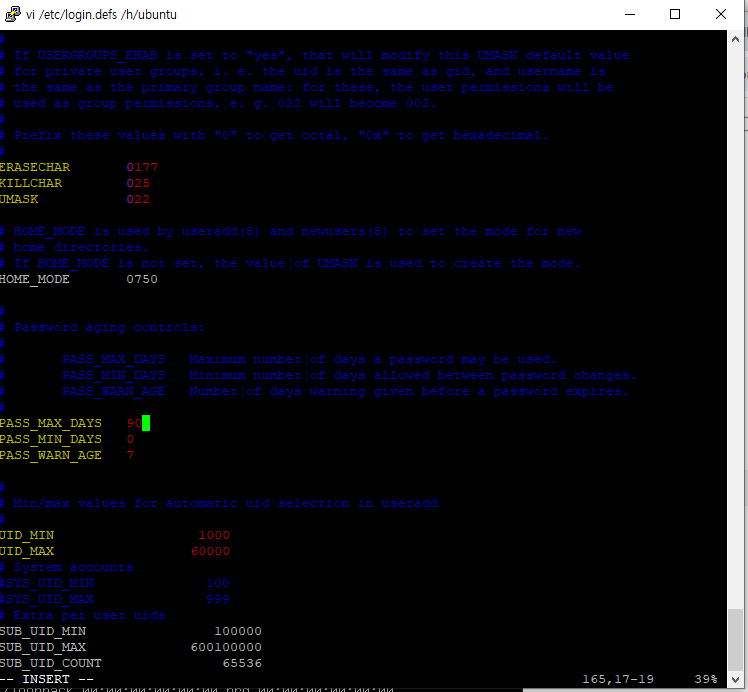 vi /etc/login.defs /h/ubuntu
#
# If USERGROUPS_ENAB is set to "yes", that will modify this UMASK default value
# for private user groups, i. e. the uid is the same as gid, and username is
# the same as the primary group name: for these, the user permissions will be
# used as group permissions, e. g. 022 will become 002.
#
# Prefix these values with "0" to get octal, "0x" to get hexadecimal.
#
ERASECHAR 0177
KILLCHAR 025
UMASK 022
# HOME_MODE is used by useradd(8) and newusers(8) to set the mode for new
# home directories.
# If HOME_MODE is not set, the value of UMASK is used to create the mode.
HOME_MODE 0750
#
# Password aging controls:
#
# PASS_MAX_DAYS Maximum number of days a password may be used.
# PASS_MIN_DAYS Minimum number of days allowed between password changes.
# PASS_WARN_AGE Number of days warning given before a password expires.
#
PASS_MAX_DAYS 90
PASS_MIN_DAYS 0
PASS_WARN_AGE 7
#
# Min/max values for automatic uid selection in useradd
#
UID_MIN 1000
UID_MAX 60000
# System accounts
#SYS_UID_MIN 100
#SYS_UID_MAX 999
# Extra per user uids
SUB_UID_MIN 100000
SUB_UID_MAX 600100000
SUB_UID_COUNT 65536
-- INSERT -- 165,17-19 39%